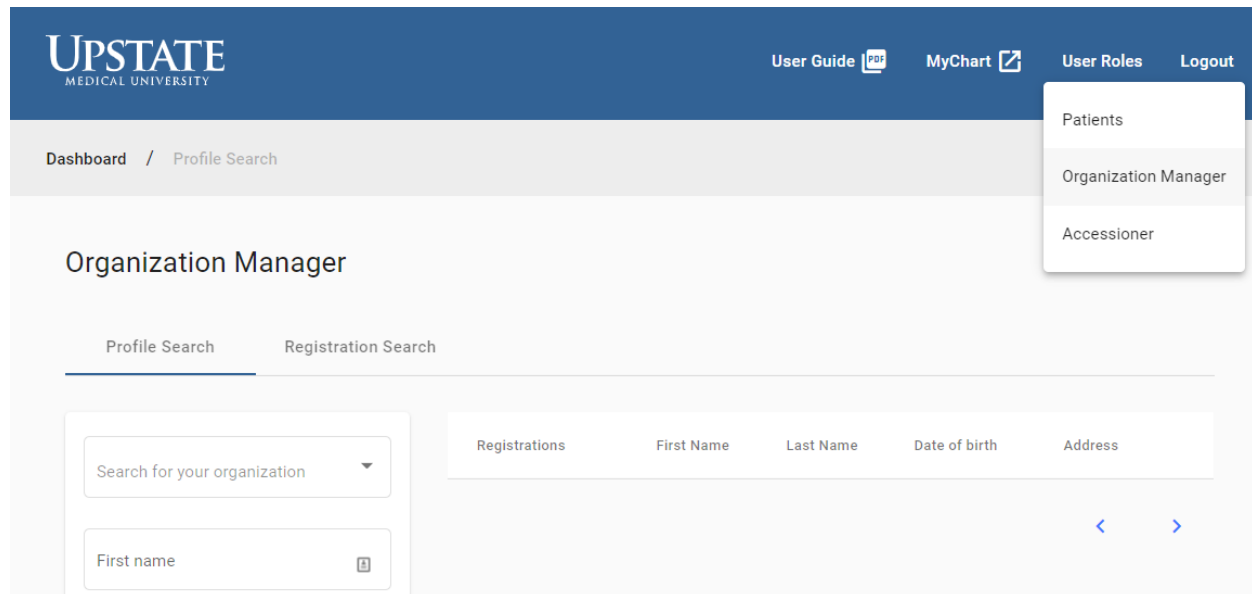 UPSTATE
MEDICAL UNIVERSITY
User Guide PDF MyChart User Roles Logout
Patients
Organization Manager
Accessioner
Dashboard / Profile Search
Organization Manager
Profile Search Registration Search
Search for your organization
First name
Registrations First Name Last Name Date of birth Address